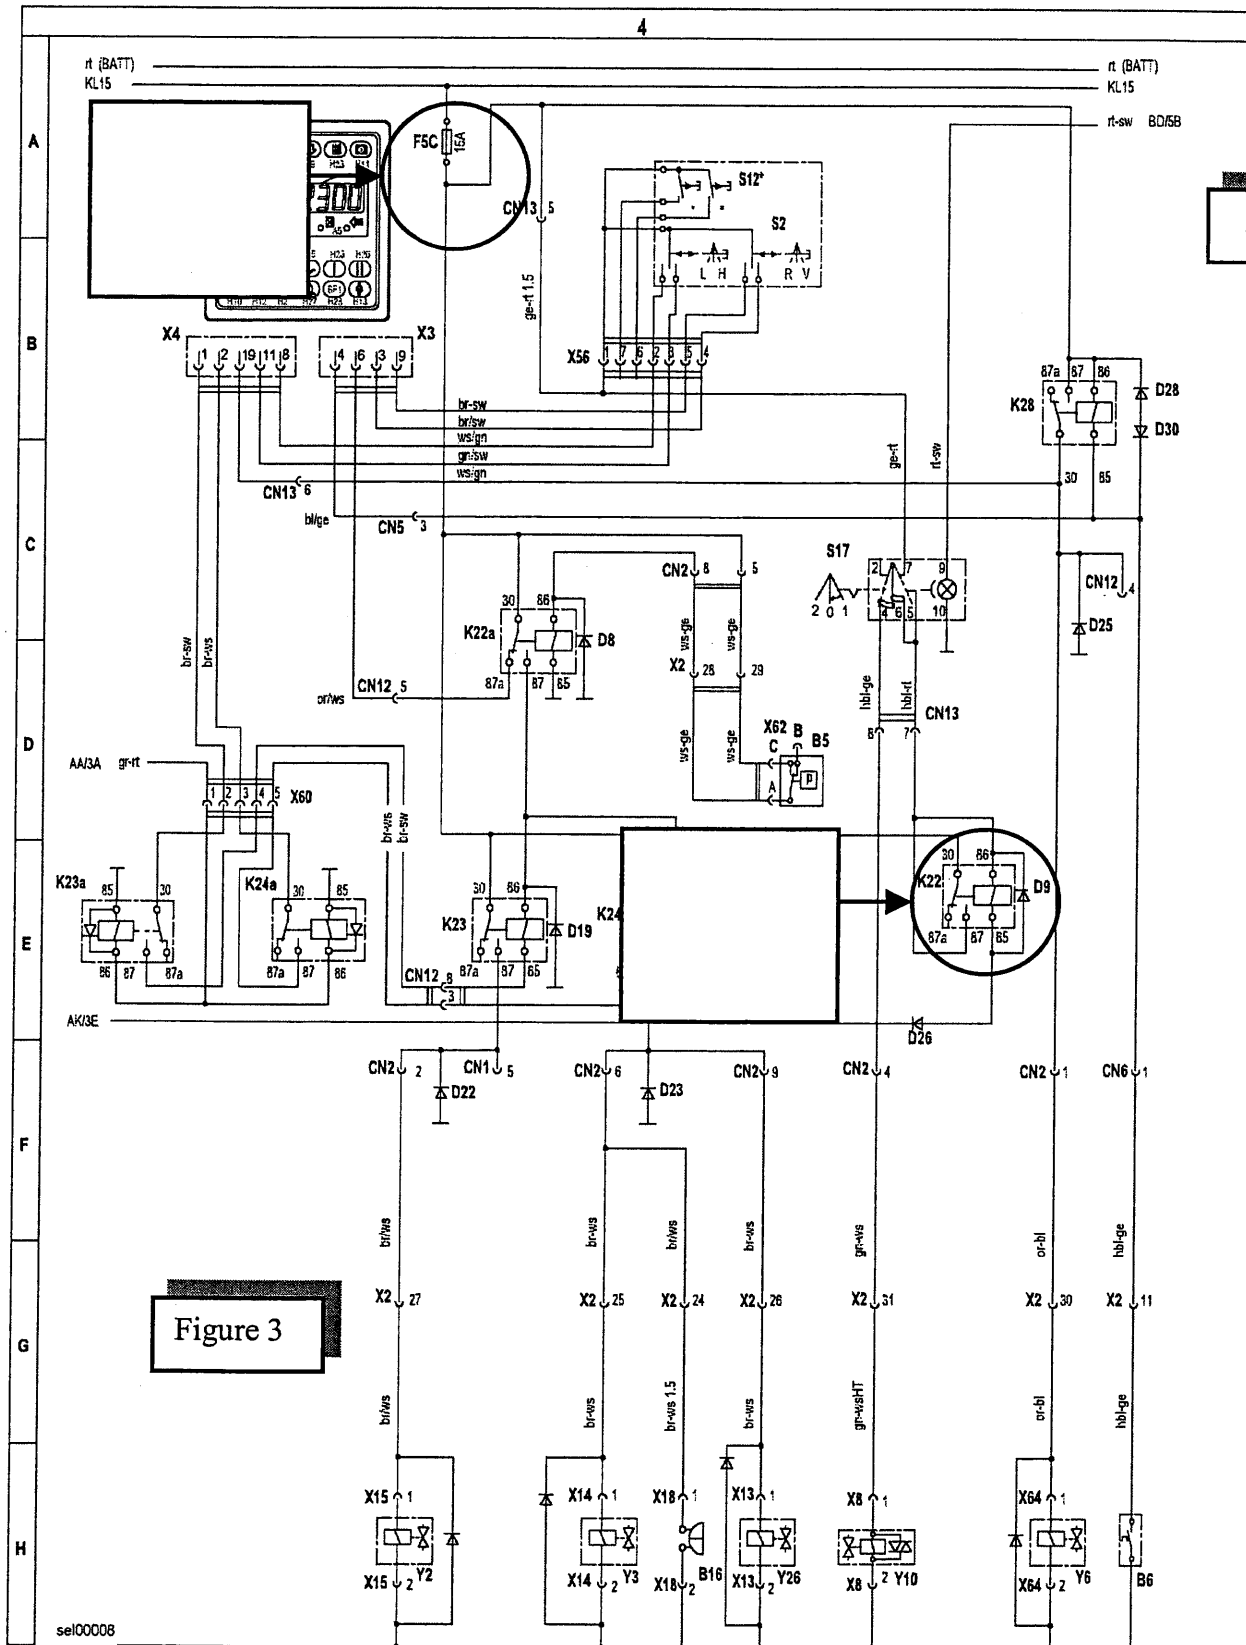 4
rt (BATT) rt (BATT)
KL15 KL15
A
F5C 15A
rt-sw BD/5B
S12+
CN13 5
S2
L H R V
ge-rt 1.5
B
X4 X3
1 2 19 11 8
4 6 3 9
X56
1 7 6 2 3 5 4
87a 87 86
K28
D28
D30
br-sw
br/sw
ws/gn
gn/sw
ws/gn
ge-rt
rt-sw
CN13 6
30 85
bl/ge
CN5 3
C
S17
CN2 8 5
2 7 9
CN12 4
2 0 1
4 6 5 10
30 86
K22a
D8
D25
br-sw
br-ws
ws-ge
ws-ge
X2 28 29
87a 87 85
CN12 5
br/ws
hbl-ge
hbl-rt
CN13
8 7
D
X62 B B5
C
A
P
ws-ge
ws-ge
AA/3A gr-rt
1 2 3 4 5
X60
br-ws
br-sw
K23a
85 30
K24a
30 85
30 86
K23
D19
K24
30 86
K22
D9
87a 87 85
E
86 87 87a
87a 87 86
87a 87 85
CN12 8
3
AK/3E
D26
CN2 2
CN1 5
CN2 6
CN2 9
CN2 4
CN2 1
CN6 1
D22
D23
F
br/ws
br-ws
br/ws
br-ws
gn-ws
or-bl
hbl-ge
X2 27
X2 25
X2 24
X2 26
X2 31
X2 30
X2 11
Figure 3
G
br/ws
br-ws
br-ws 1.5
br-ws
gn-wsHT
or-bl
hbl-ge
X15 1
X14 1
X18 1
X13 1
X8 1
X64 1
H
Y2
Y3
B16
Y26
Y10
Y6
B6
X15 2
X14 2
X18 2
X13 2
X8 2
X64 2
sel00008